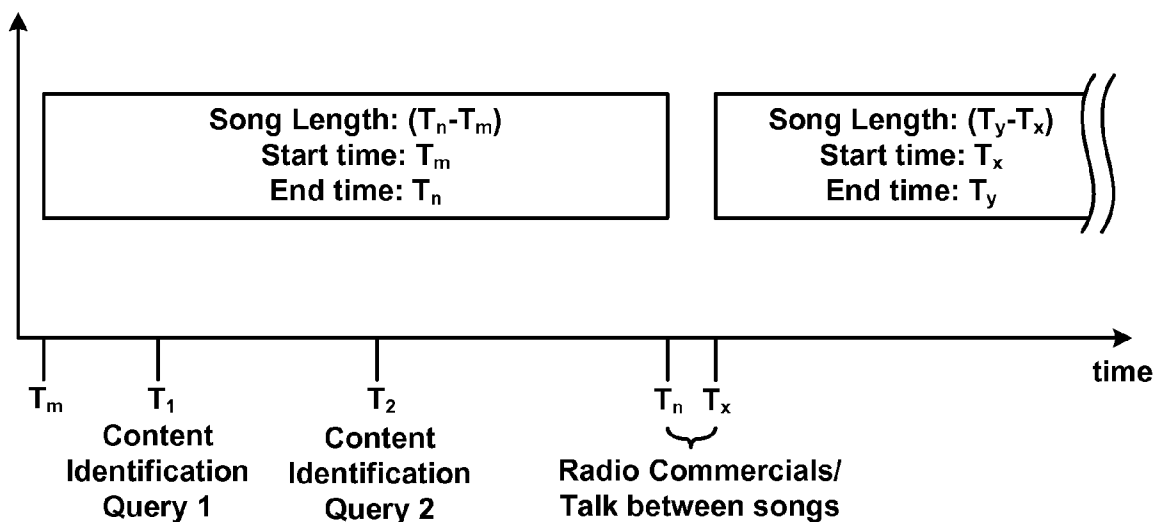 Song Length: (Tn-Tm)
Start time: Tm
End time: Tn
Song Length: (Ty-Tx)
Start time: Tx
End time: Ty
time
Tm
T1
Content
Identification
Query 1
T2
Content
Identification
Query 2
Tn
Tx
Radio Commercials/
Talk between songs